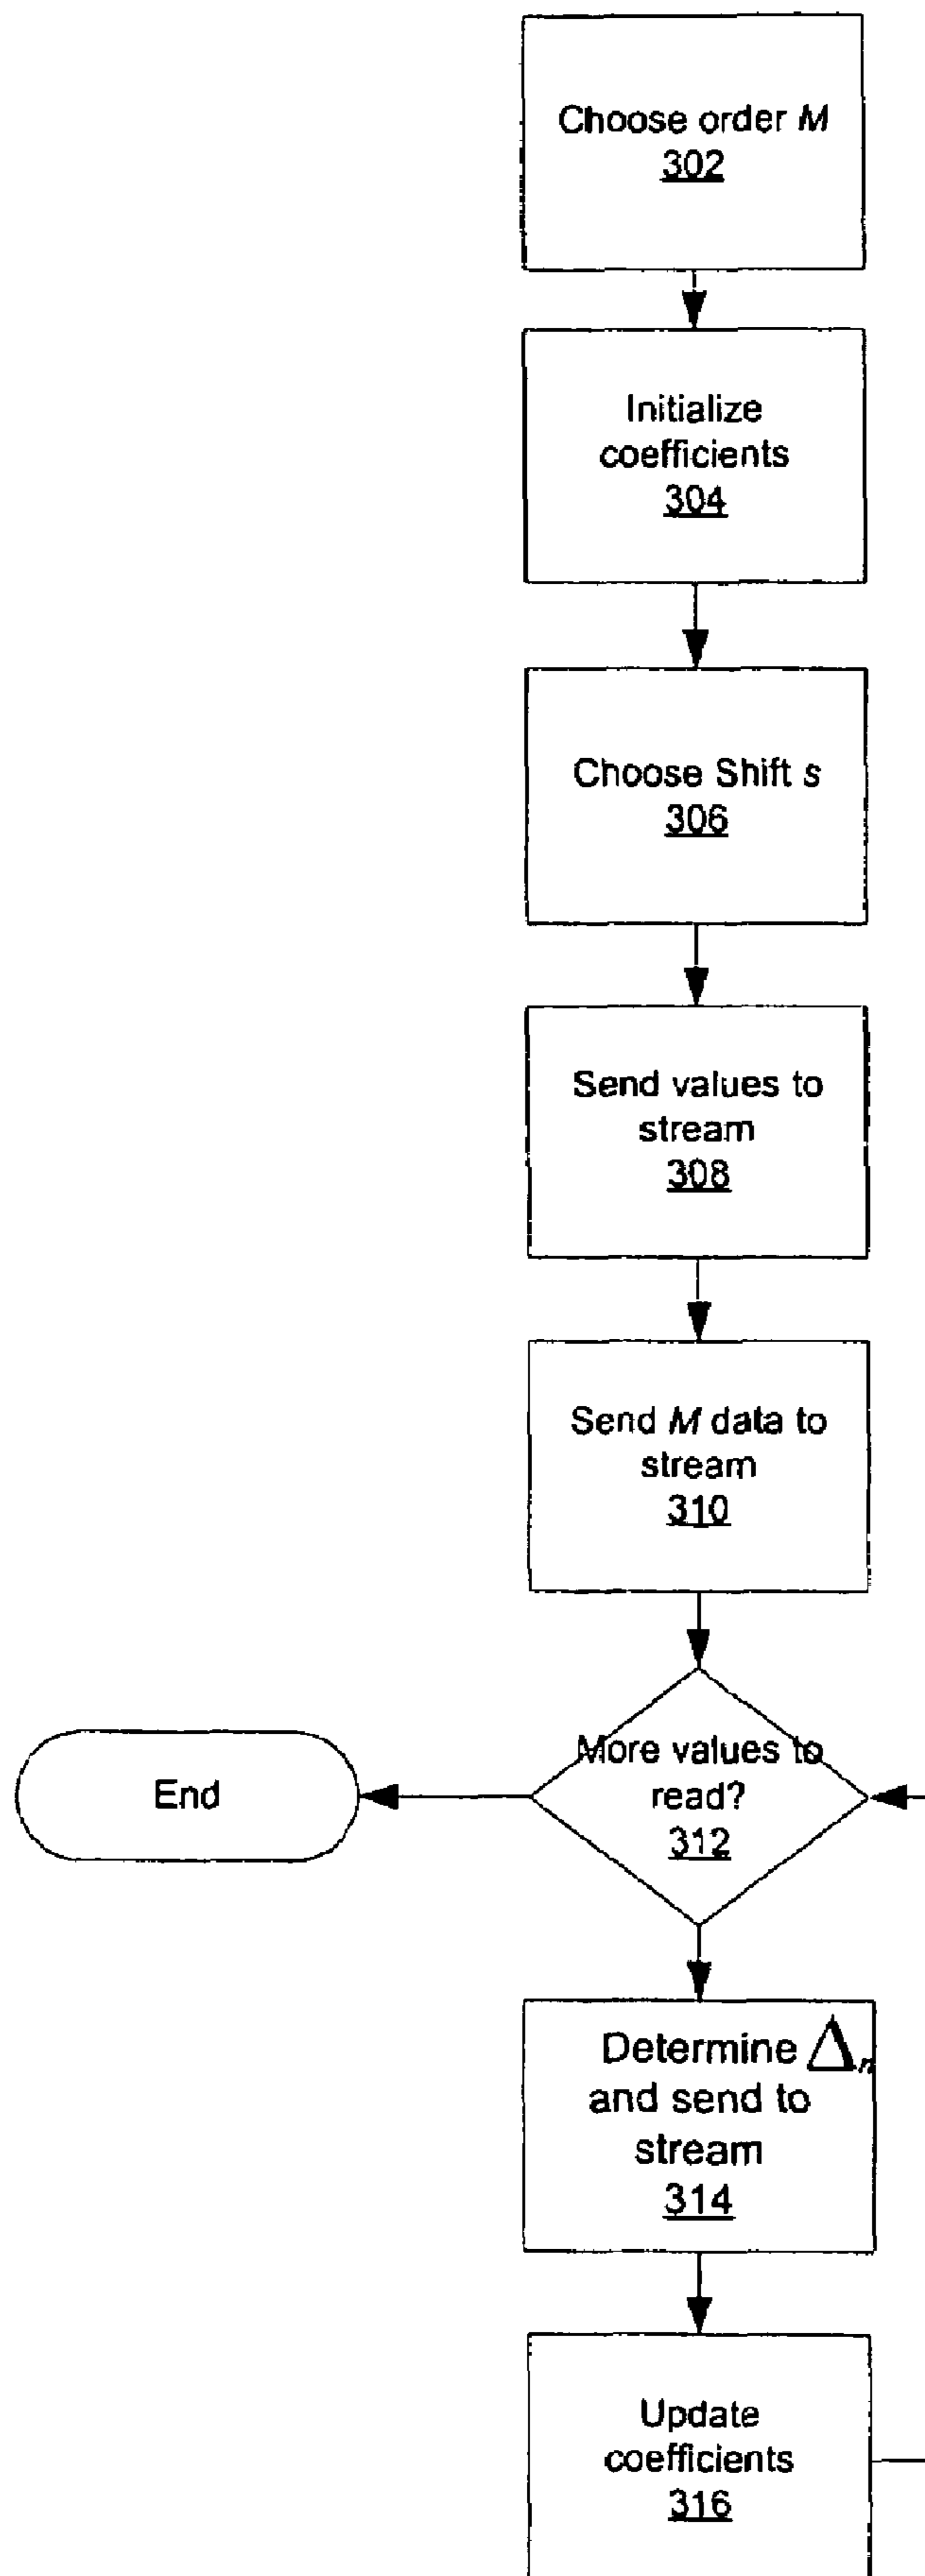 Choose order M
302
Initialize
coefficients
304
Choose Shift s
306
Send values to
stream
308
Send M data to
stream
310
More values to
read?
312
End
Determine Δn
and send to
stream
314
Update
coefficients
316